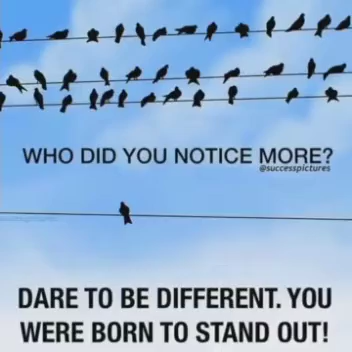 WHO DID YOU NOTICE MORE?
@successpictures
DARE TO BE DIFFERENT. YOU
WERE BORN TO STAND OUT!